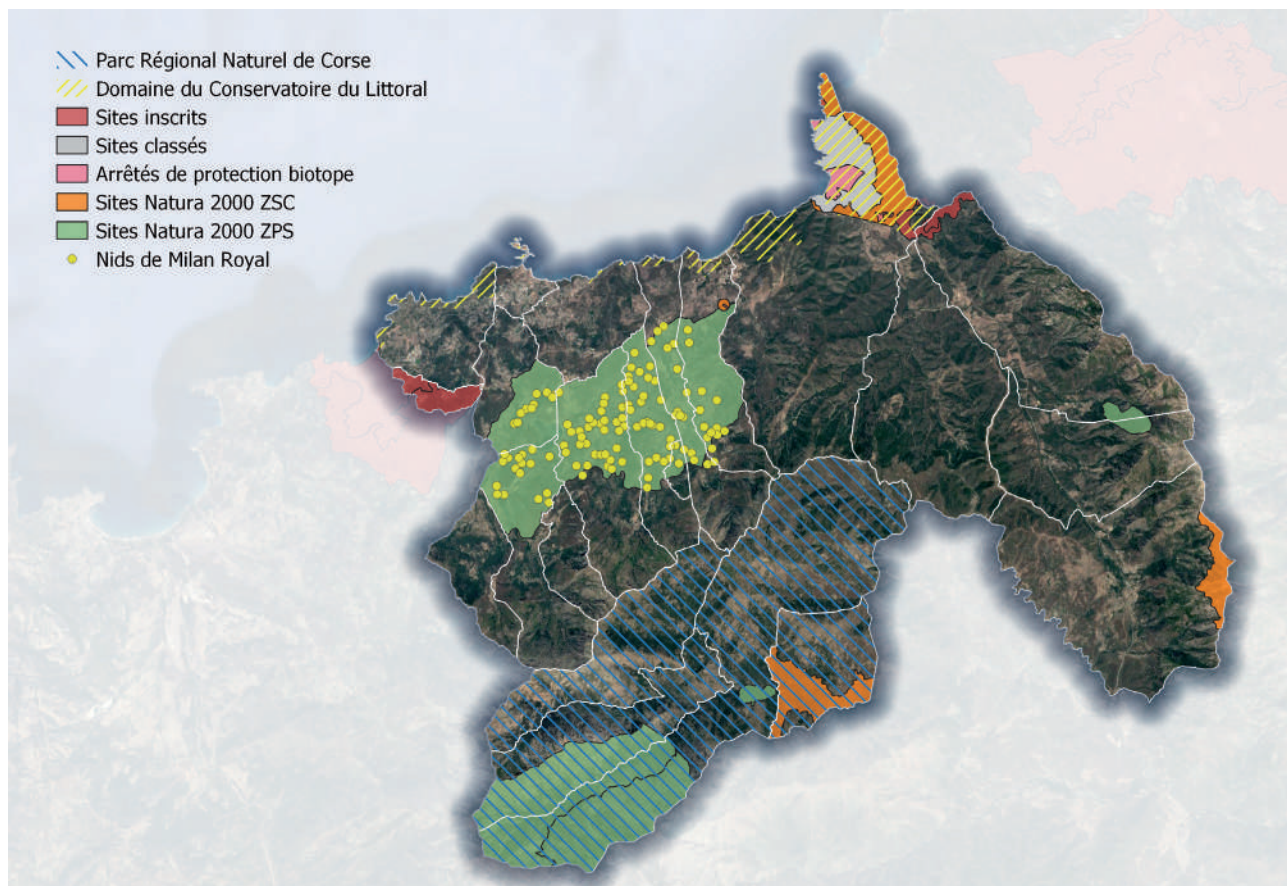 Parc Régional Naturel de Corse
Domaine du Conservatoire du Littoral
Sites inscrits
Sites classés
Arrêtés de protection biotope
Sites Natura 2000 ZSC
Sites Natura 2000 ZPS
Nids de Milan Royal